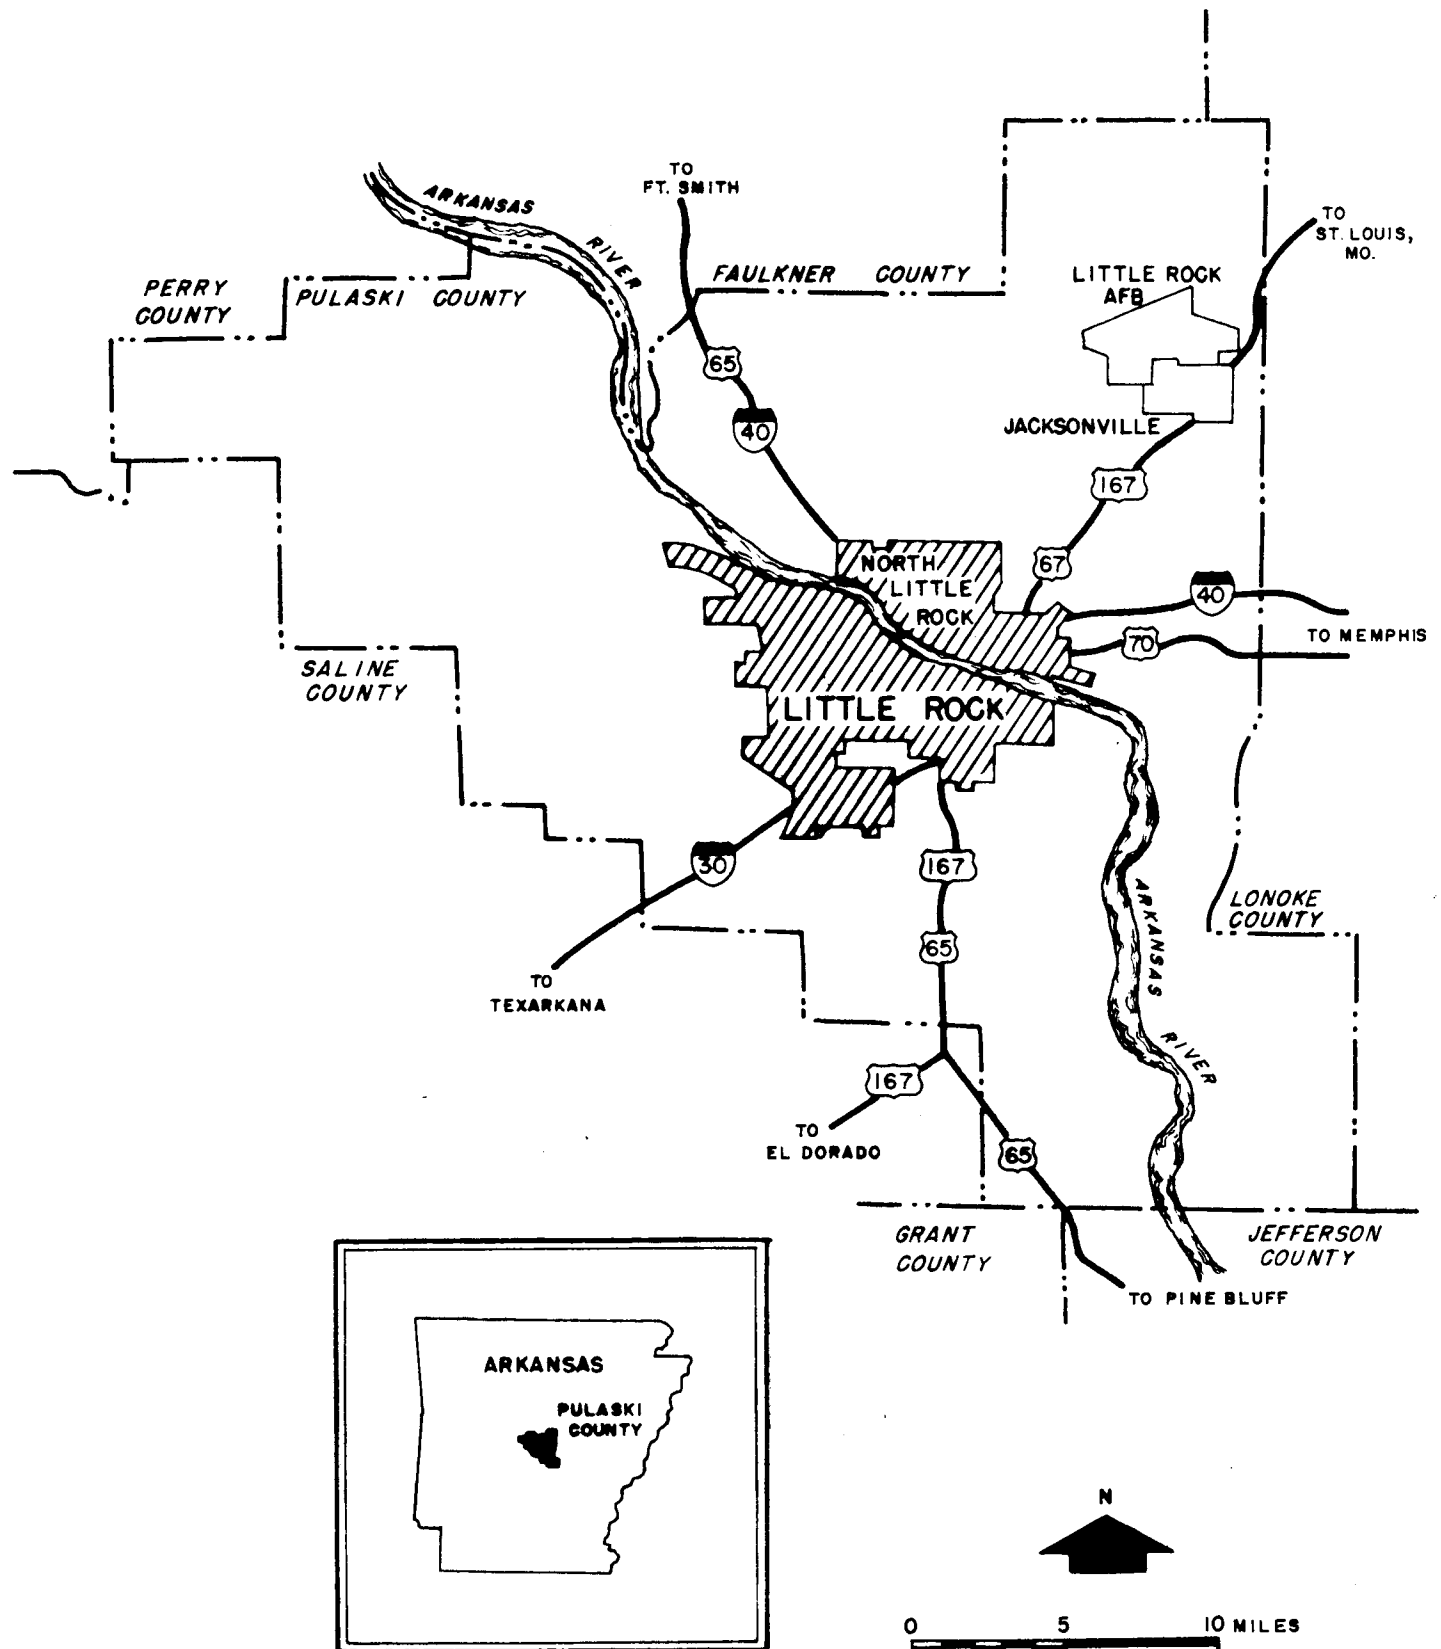 TO
FT. SMITH
ARKANSAS
RIVER
TO
ST. LOUIS,
MO.
PERRY
COUNTY
PULASKI COUNTY
FAULKNER COUNTY
LITTLE ROCK
AFB
65
40
JACKSONVILLE
167
67
NORTH
LITTLE
ROCK
40
70
TO MEMPHIS
SALINE
COUNTY
LITTLE ROCK
30
167
65
ARKANSAS
RIVER
LONOKE
COUNTY
TO
TEXARKANA
167
TO
EL DORADO
65
GRANT
COUNTY
JEFFERSON
COUNTY
TO PINE BLUFF
ARKANSAS
PULASKI
COUNTY
N
0 5 10 MILES